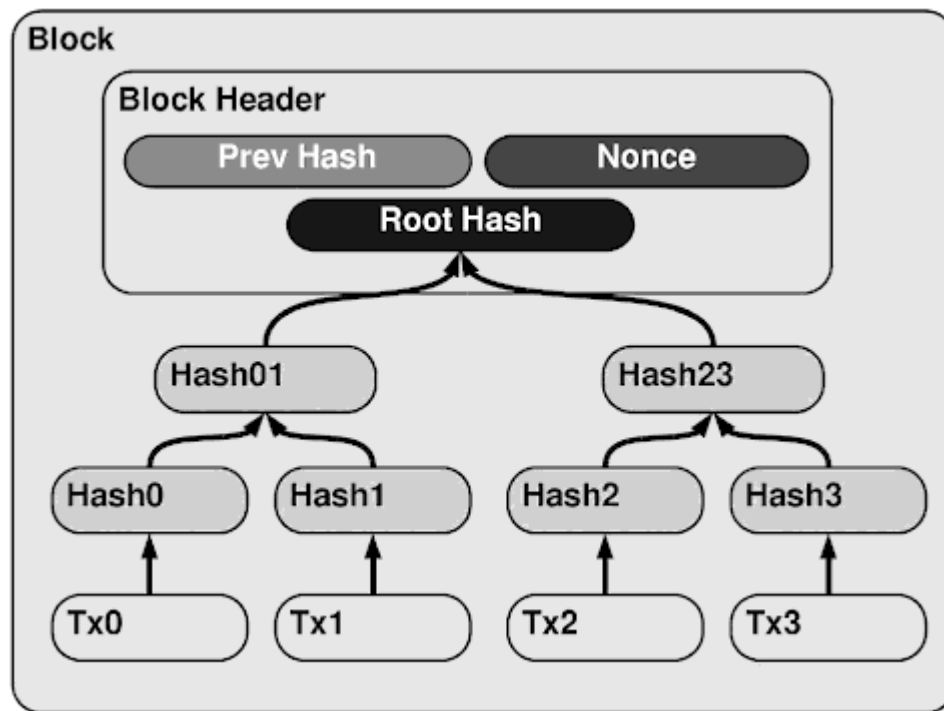 Block
Block Header
Prev Hash
Nonce
Root Hash
Hash01
Hash23
Hash0
Hash1
Hash2
Hash3
Tx0
Tx1
Tx2
Tx3